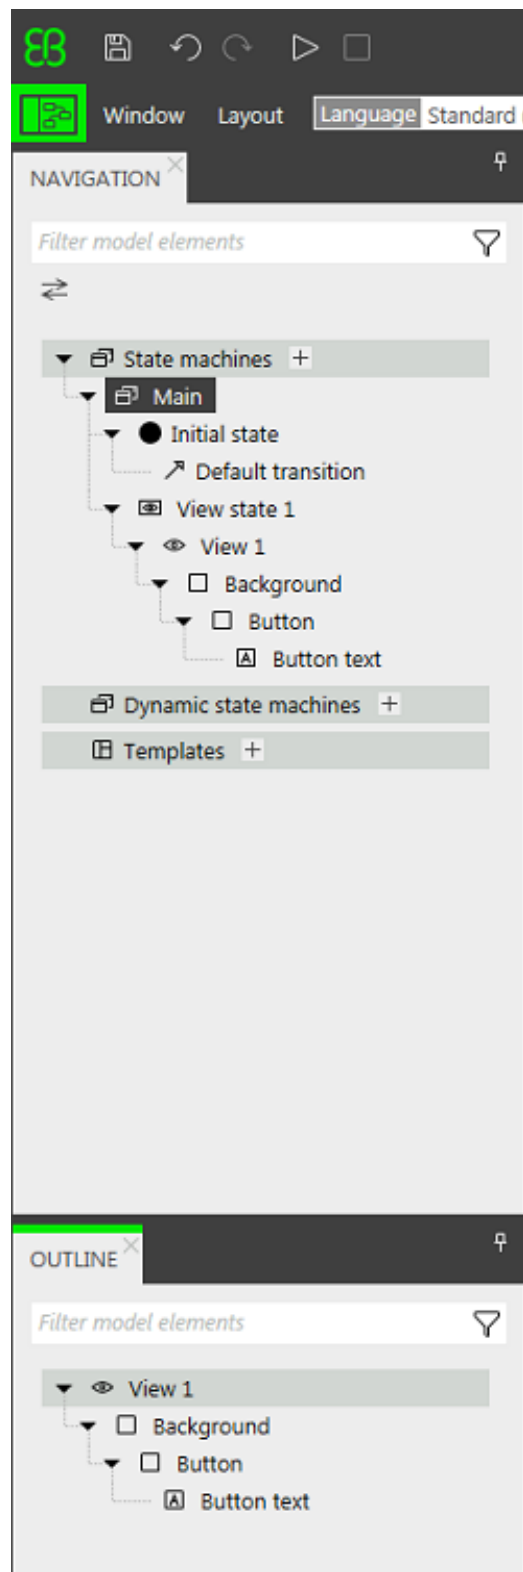 EB
Window Layout Language Standard
NAVIGATION
Filter model elements
State machines
Main
Initial state
Default transition
View state 1
View 1
Background
Button
A Button text
Dynamic state machines
Templates
OUTLINE
Filter model elements
View 1
Background
Button
A Button text